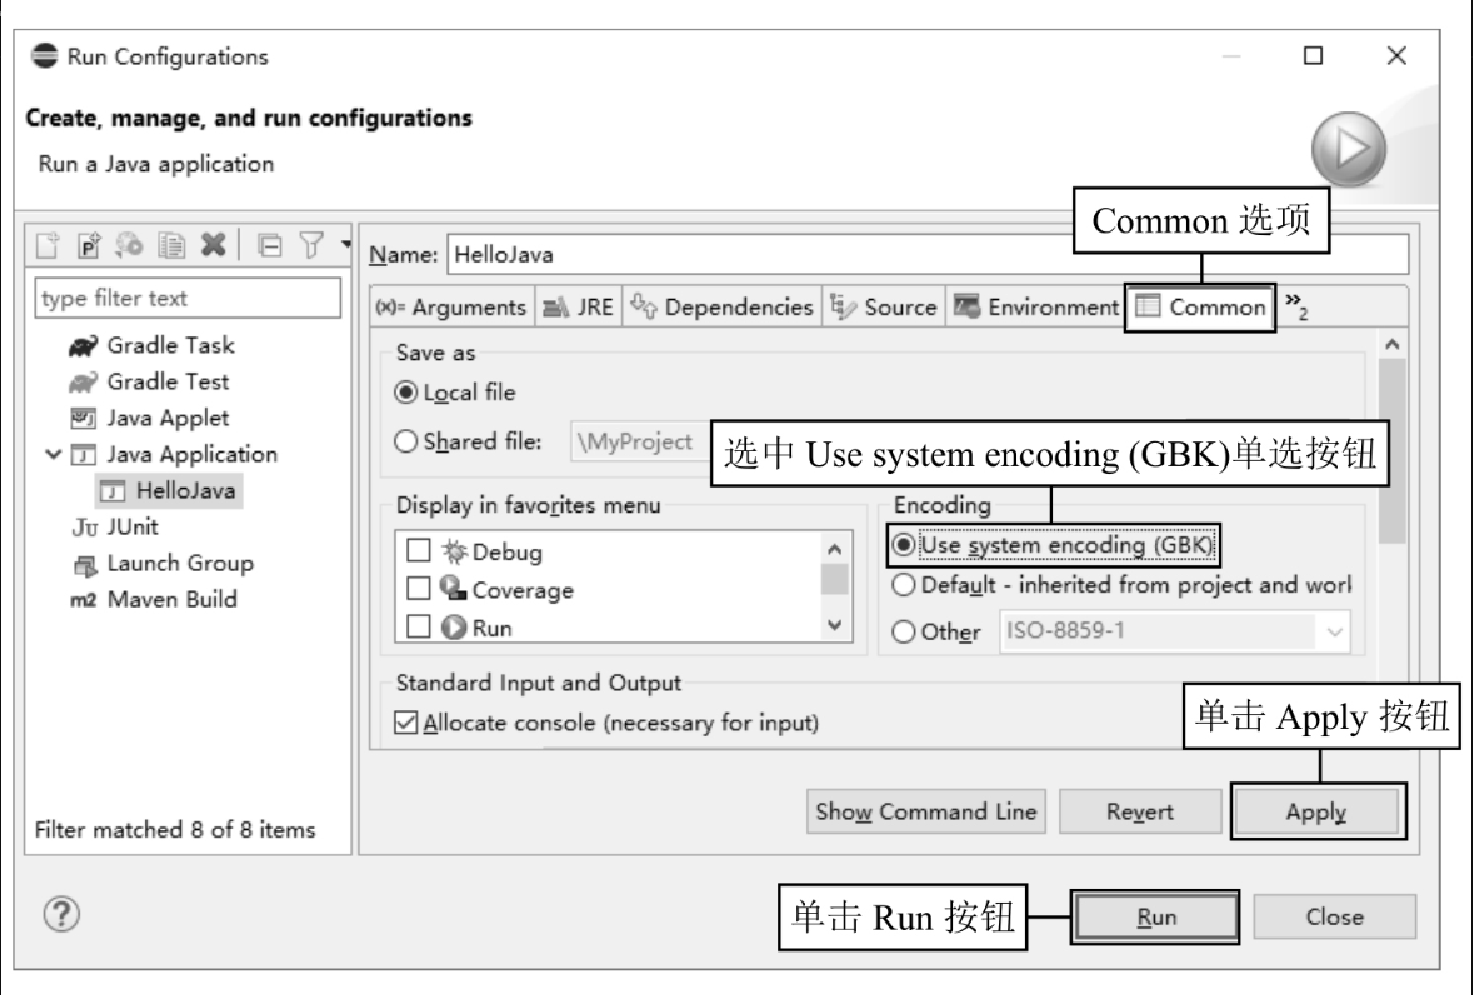 Run Configurations
Create, manage, and run configurations
Run a Java application
Common 选项
Name: HelloJava
type filter text
(x)= Arguments JRE Dependencies Source Environment Common »2
Gradle Task
Gradle Test
Java Applet
Java Application
HelloJava
Ju JUnit
Launch Group
m2 Maven Build
Filter matched 8 of 8 items
Save as
Local file
Shared file: \MyProject
选中 Use system encoding (GBK)单选按钮
Display in favorites menu
Debug
Coverage
Run
Encoding
Use system encoding (GBK)
Default - inherited from project and worl
Other ISO-8859-1
Standard Input and Output
Allocate console (necessary for input)
单击 Apply 按钮
Show Command Line Revert Apply
单击 Run 按钮
Run Close